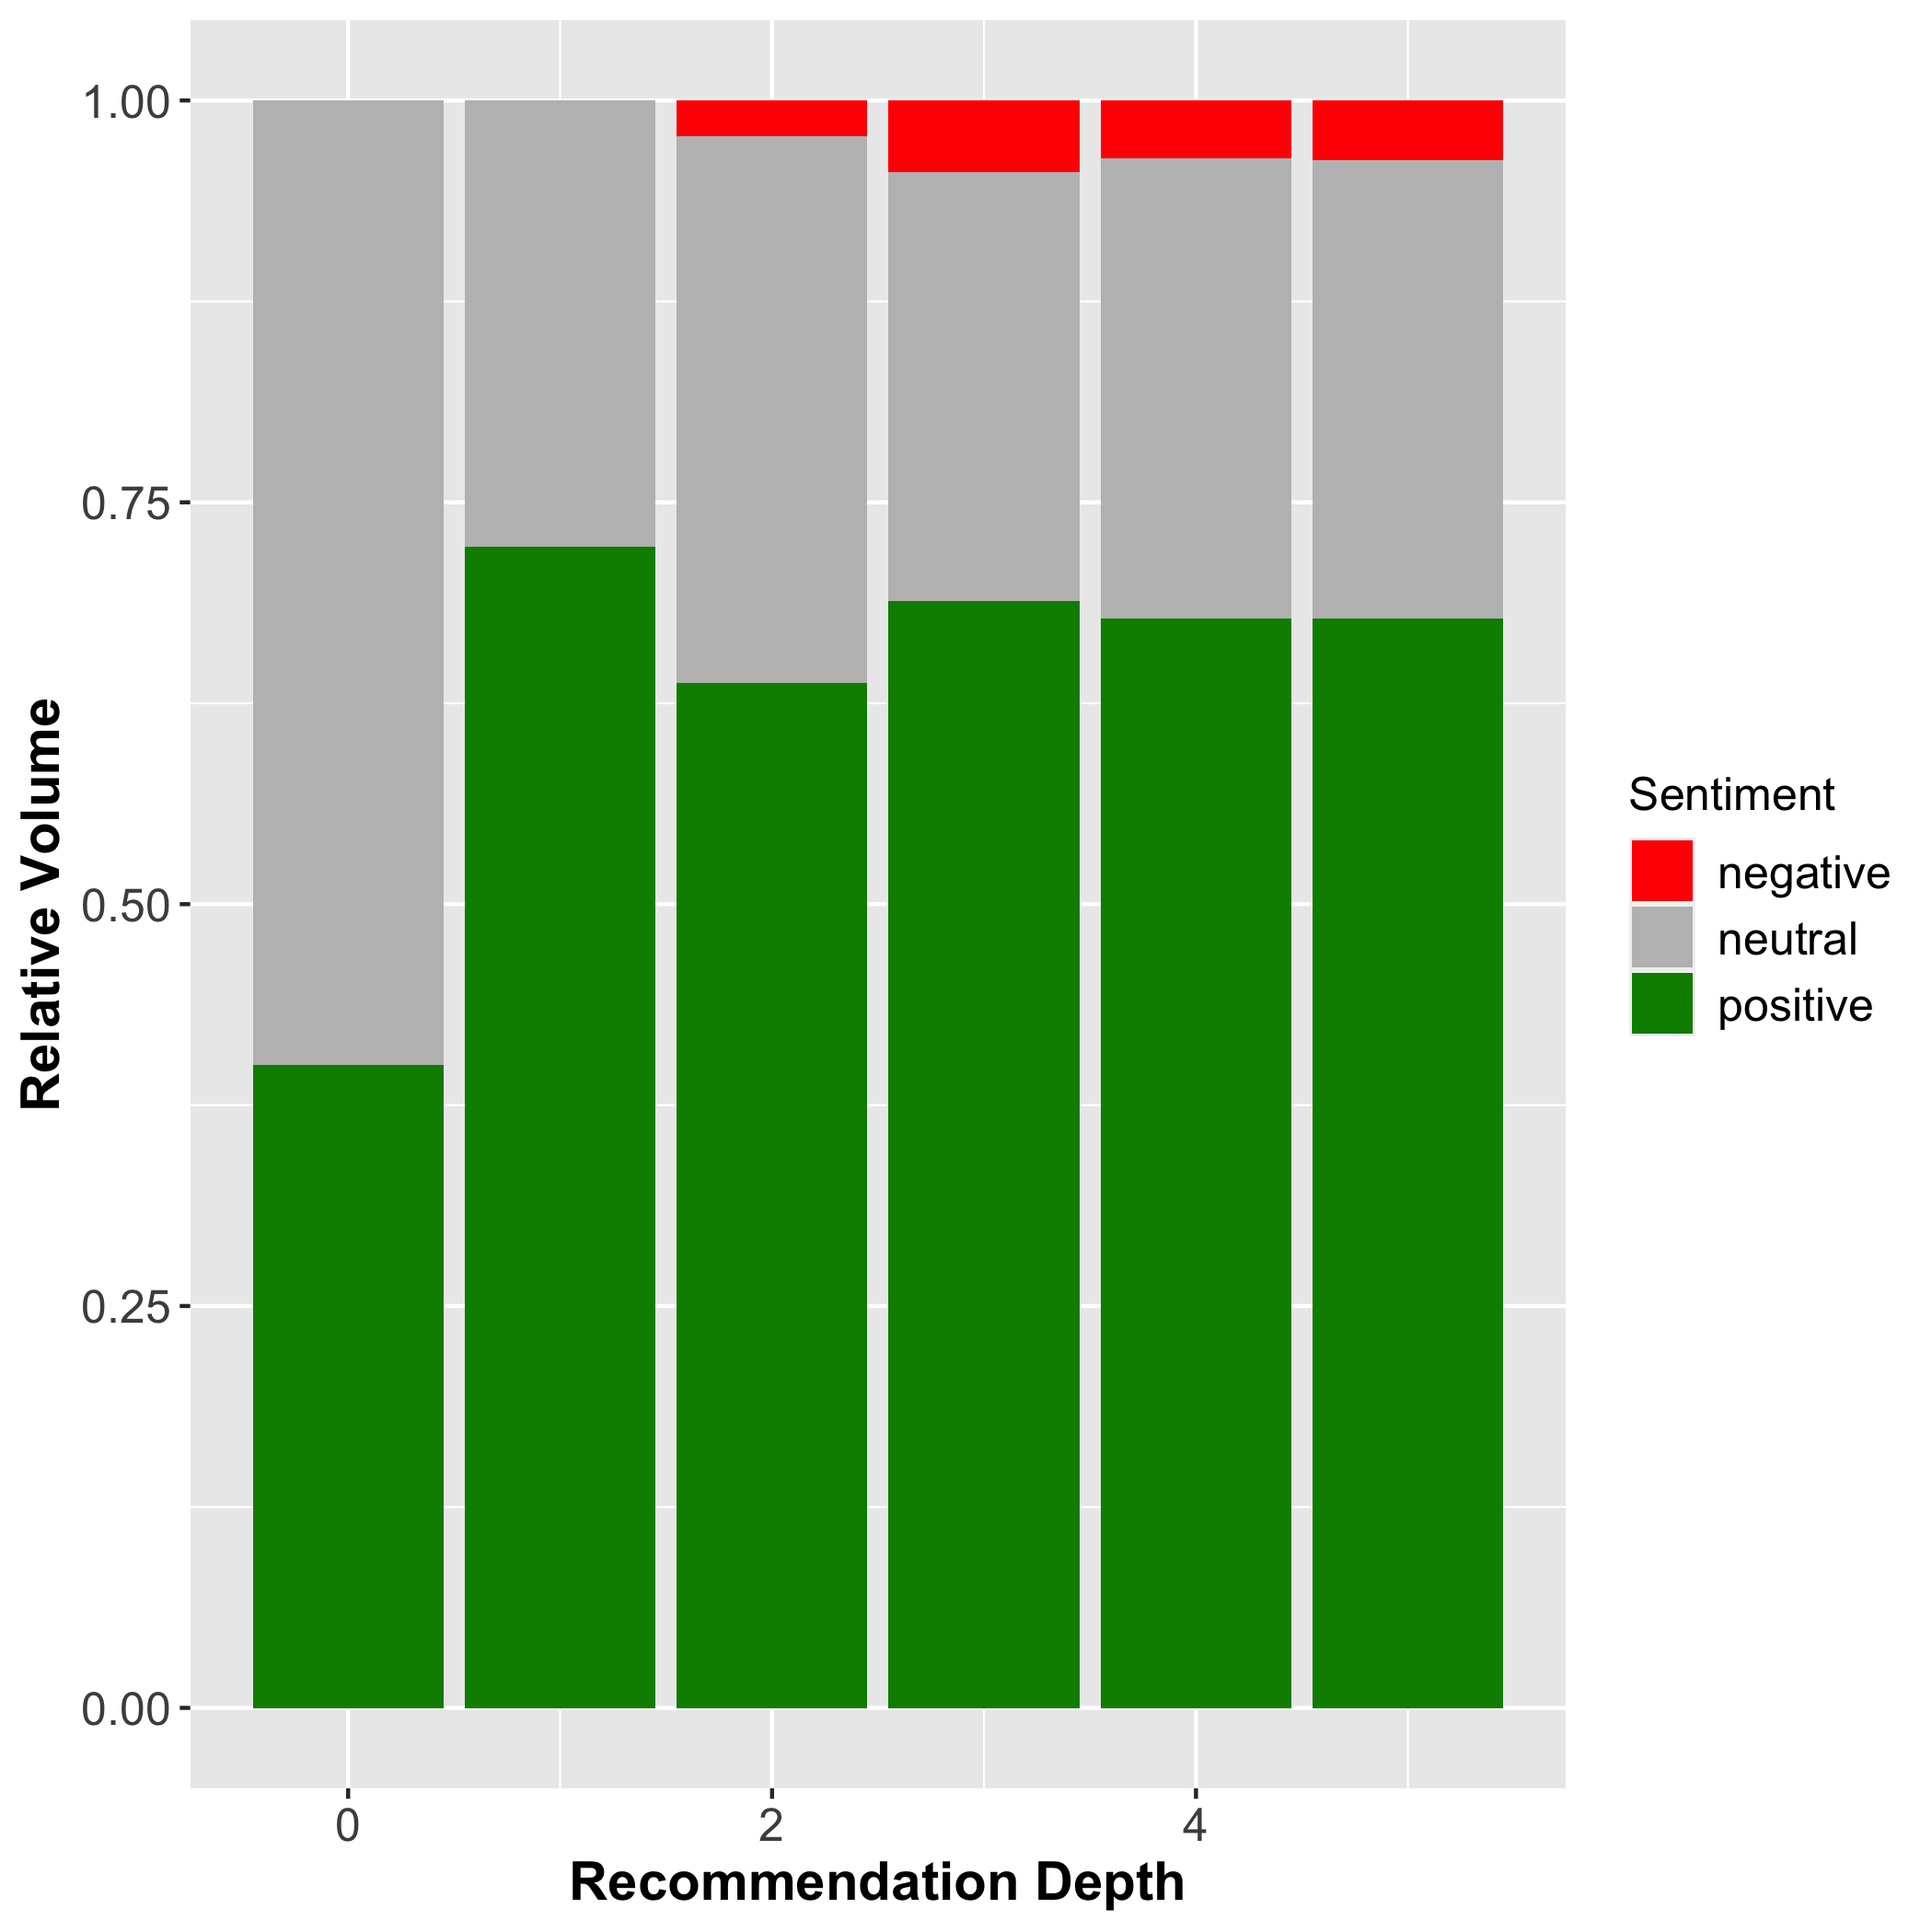 Relative Volume
1.00
0.75
0.50
0.25
0.00
0
2
4
Recommendation Depth
Sentiment
negative
neutral
positive